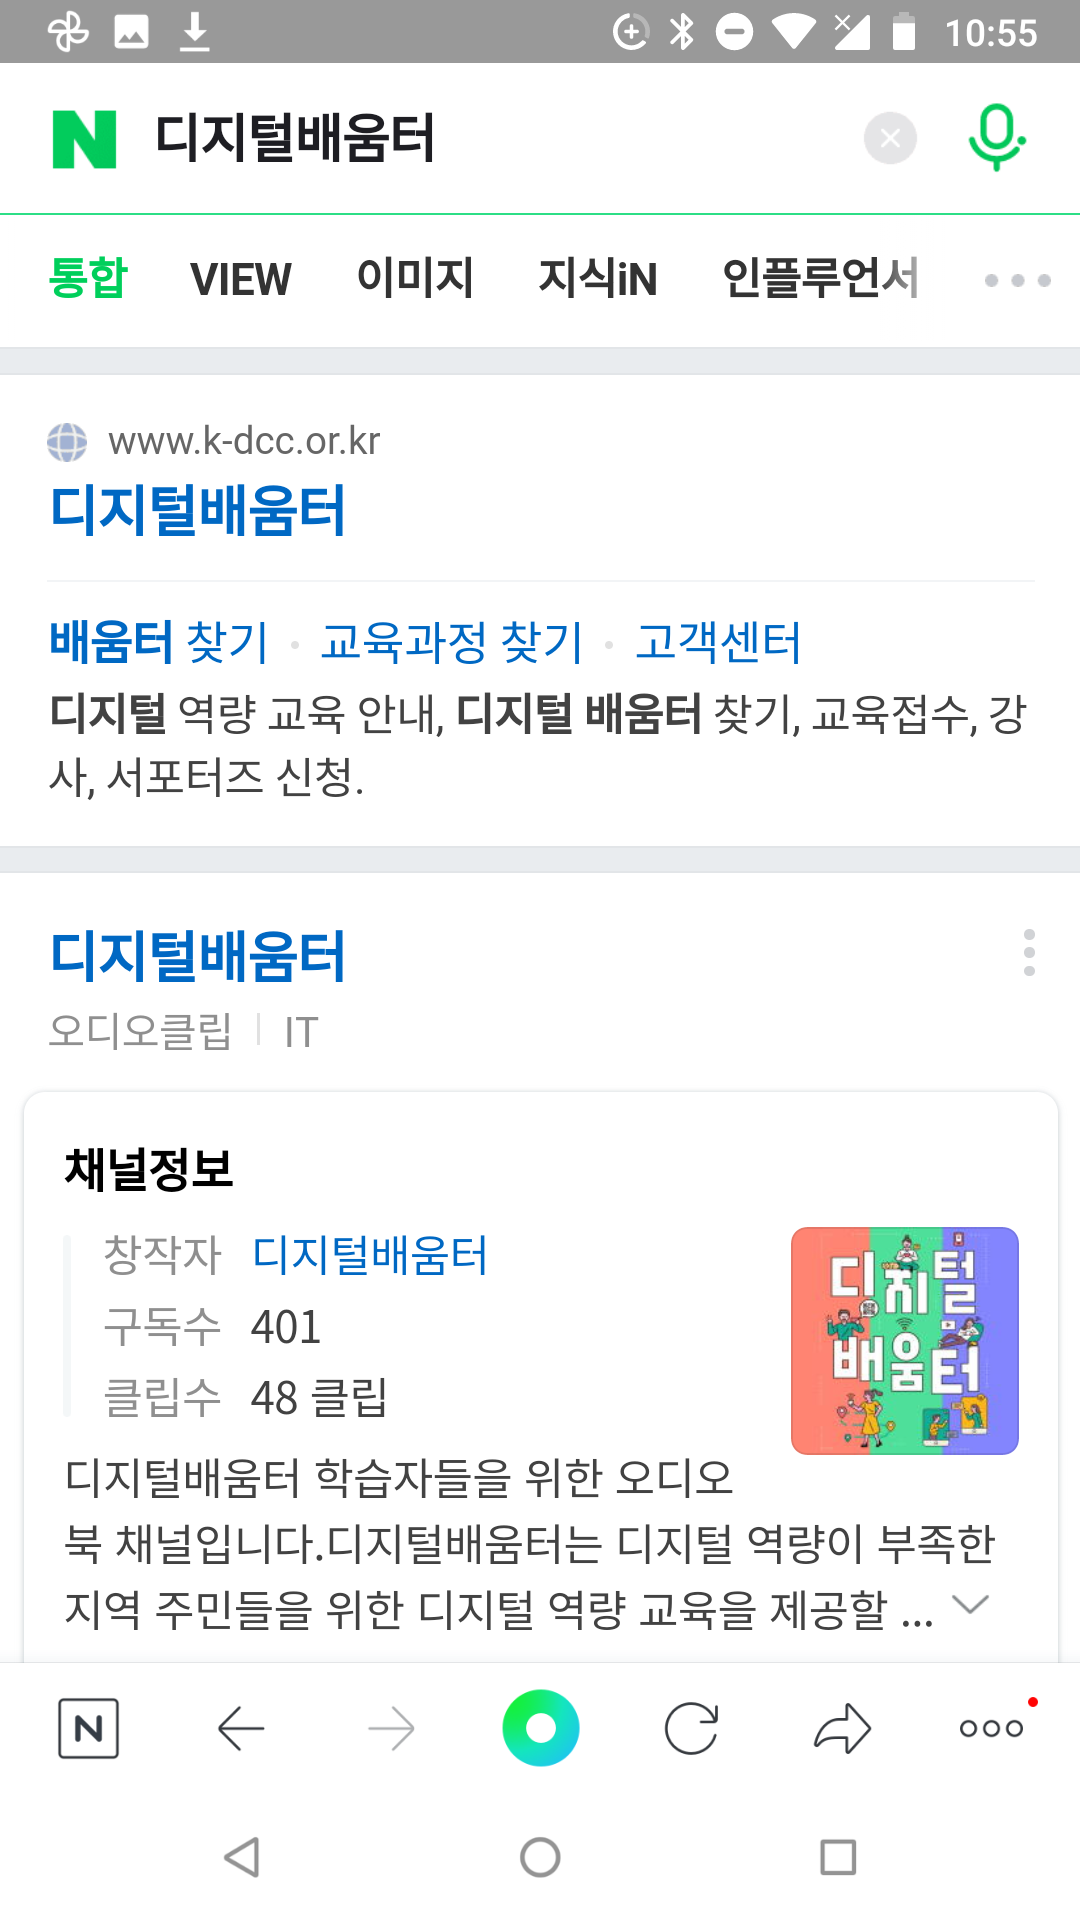 10:55
N 디지털배움터
통합 VIEW 이미지 지식iN 인플루언서
www.k-dcc.or.kr
디지털배움터
배움터 찾기 · 교육과정 찾기 · 고객센터
디지털 역량 교육 안내, 디지털 배움터 찾기, 교육접수, 강
사, 서포터즈 신청.
디지털배움터
오디오클립 | IT
채널정보
창작자 디지털배움터
구독수 401
클립수 48 클립
디지털
배움터
디지털배움터 학습자들을 위한 오디오
북 채널입니다.디지털배움터는 디지털 역량이 부족한
지역 주민들을 위한 디지털 역량 교육을 제공할 ...
N